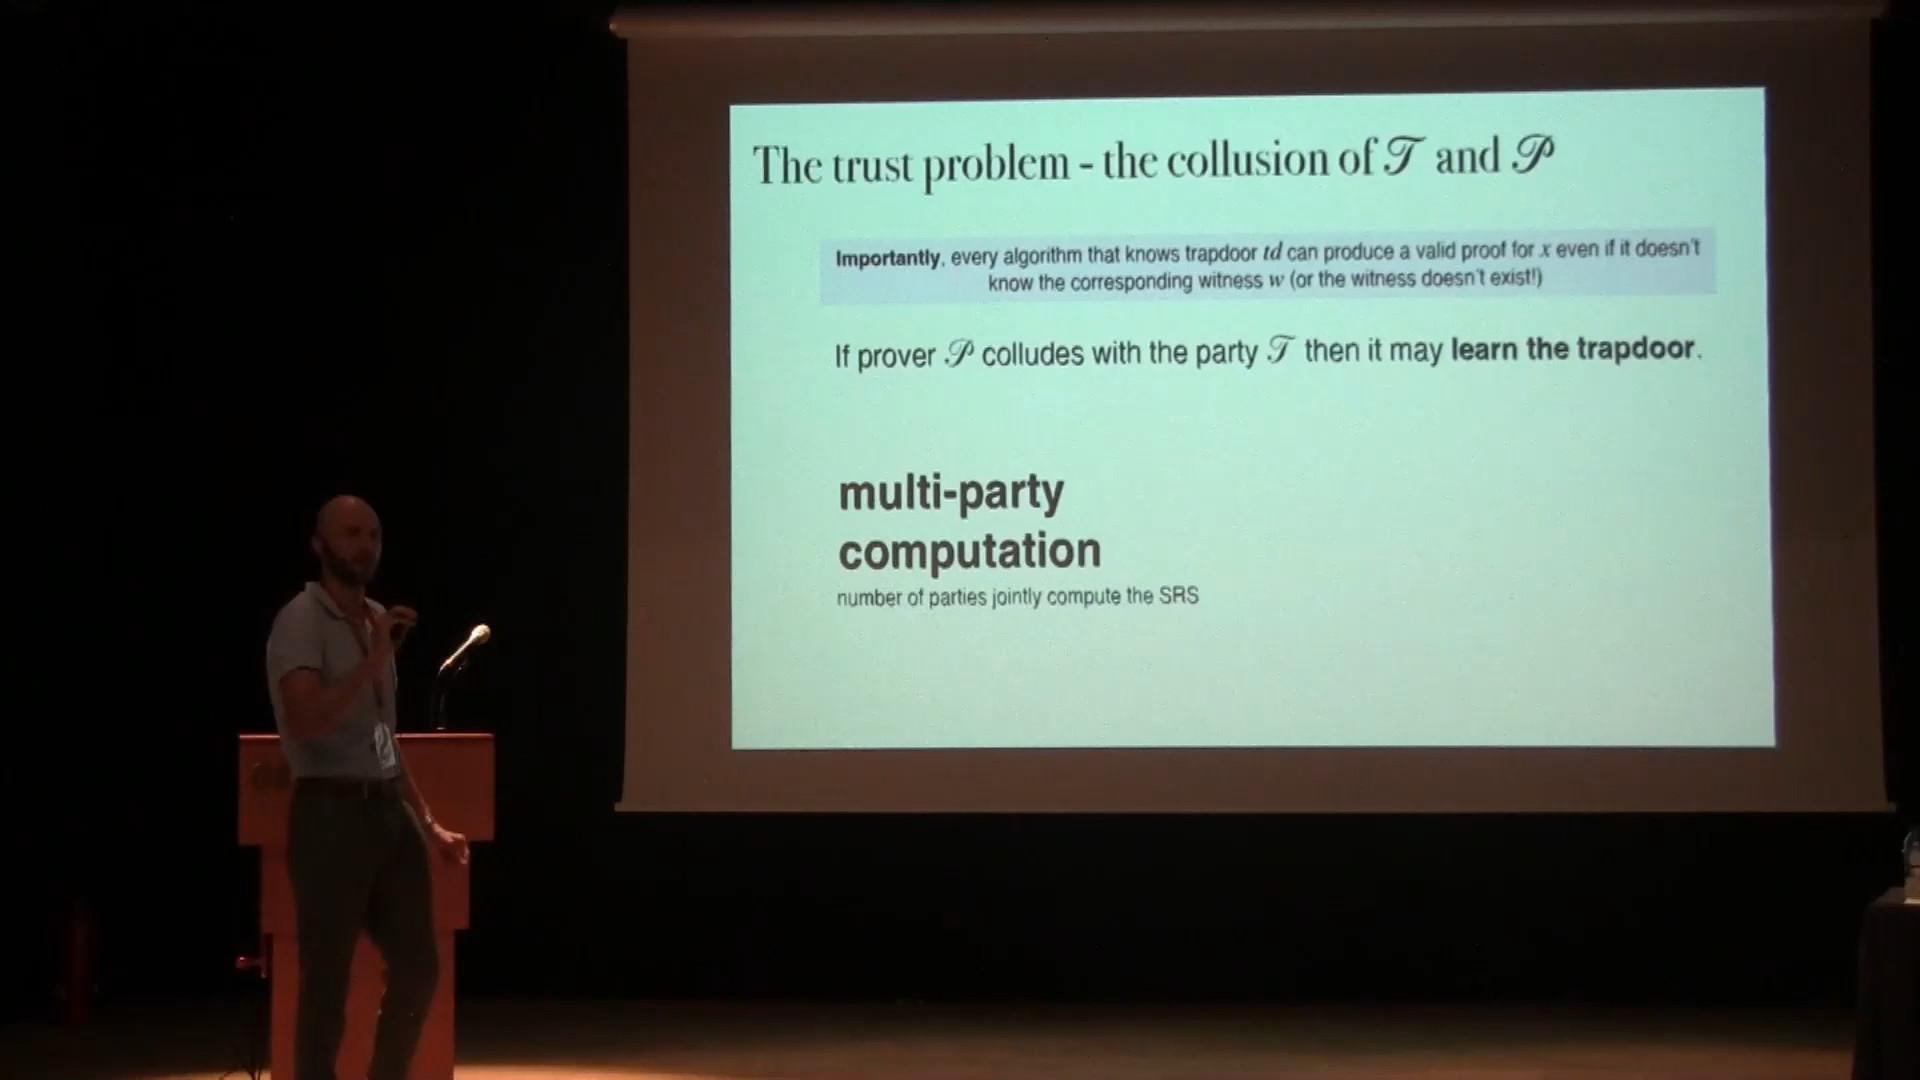 The trust problem - the collusion of 𝒯 and 𝒫
Importantly, every algorithm that knows trapdoor td can produce a valid proof for x even if it doesn't
know the corresponding witness w (or the witness doesn't exist!)
If prover 𝒫 colludes with the party 𝒯 then it may learn the trapdoor.
multi-party
computation
number of parties jointly compute the SRS